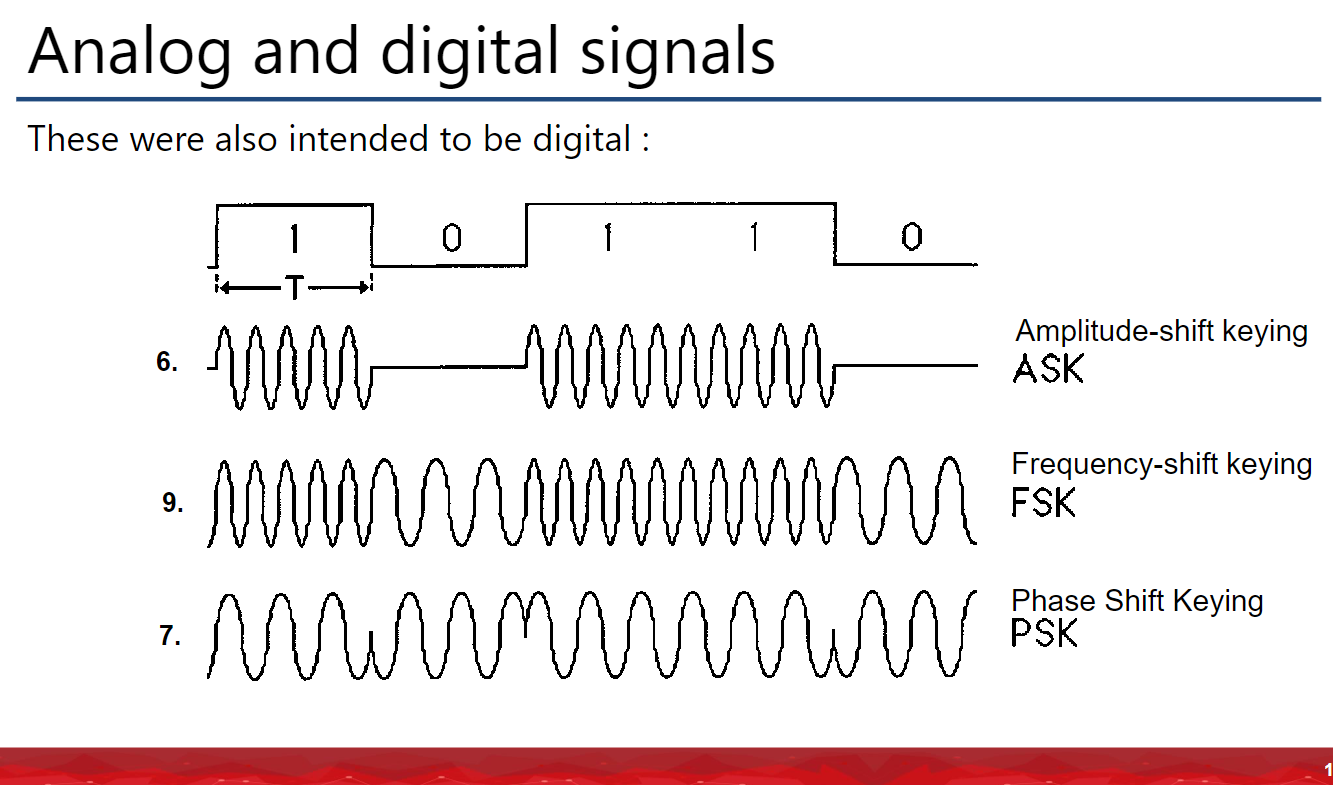 Analog and digital signals
These were also intended to be digital :
1 0 1 1 0
T
6.
Amplitude-shift keying
ASK
9.
Frequency-shift keying
FSK
7.
Phase Shift Keying
PSK
1